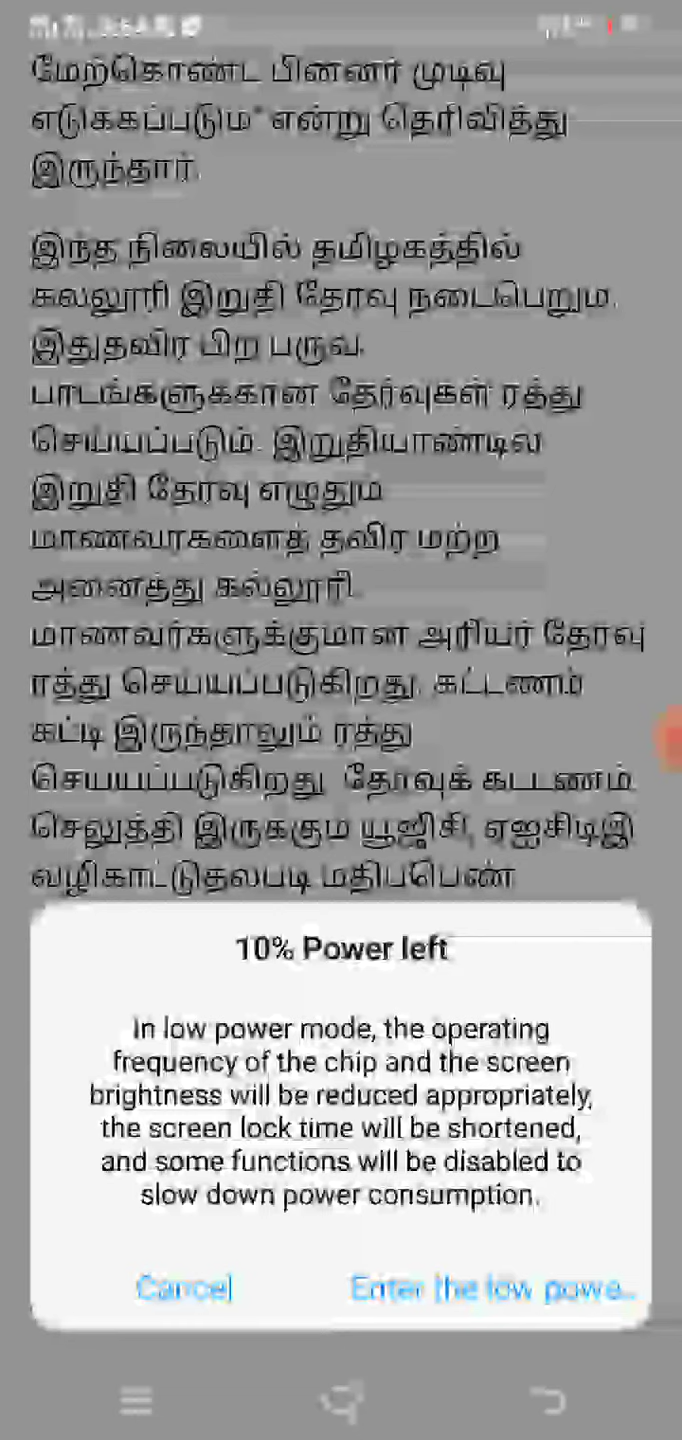 மேற்கொண்ட பின்னர் முடிவு
எடுக்கப்படும்" என்று தெரிவித்து
இருந்தார்.
இந்த நிலையில் தமிழகத்தில்
கல்லூரி இறுதி தேர்வு நடைபெறும்.
இதுதவிர பிற பருவ
பாடங்களுக்கான தேர்வுகள் ரத்து
செய்யப்படும். இறுதியாண்டில்
இறுதி தேர்வு எழுதும்
மாணவர்களைத் தவிர மற்ற
அனைத்து கல்லூரி
மாணவர்களுக்குமான அரியர் தேர்வு
ரத்து செய்யப்படுகிறது. கட்டணம்
கட்டி இருந்தாலும் ரத்து
செய்யப்படுகிறது. தேர்வுக் கட்டணம்
செலுத்தி இருக்கும் யூஜிசி, ஏஐசிடிஇ
வழிகாட்டுதலபடி மதிப்பெண்
10% Power left
In low power mode, the operating
frequency of the chip and the screen
brightness will be reduced appropriately,
the screen lock time will be shortened,
and some functions will be disabled to
slow down power consumption.
Cancel
Enter the low powe...